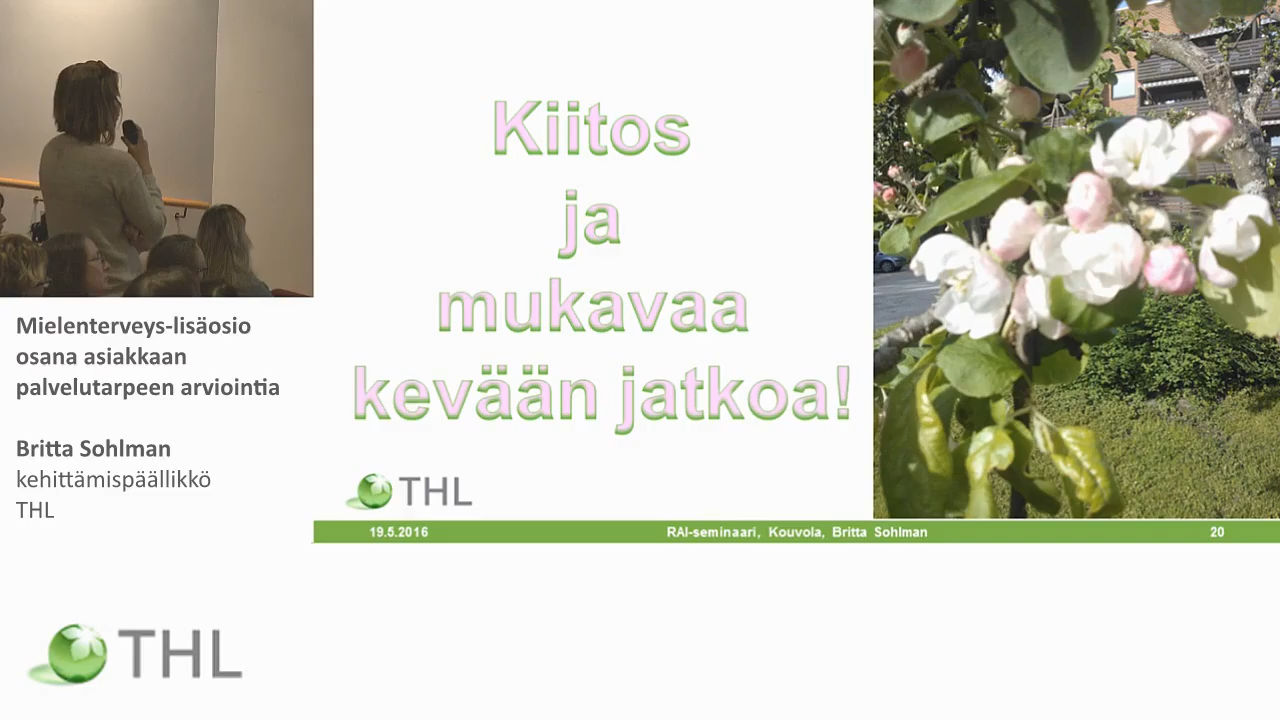 Mielenterveys-lisäosio
osana asiakkaan
palvelutarpeen arviointia
Britta Sohlman
kehittämispäällikkö
THL
Kiitos
ja
mukavaa
kevään jatkoa!
THL
19.5.2016 RAI-seminaari, Kouvola, Britta Sohlman 20
THL